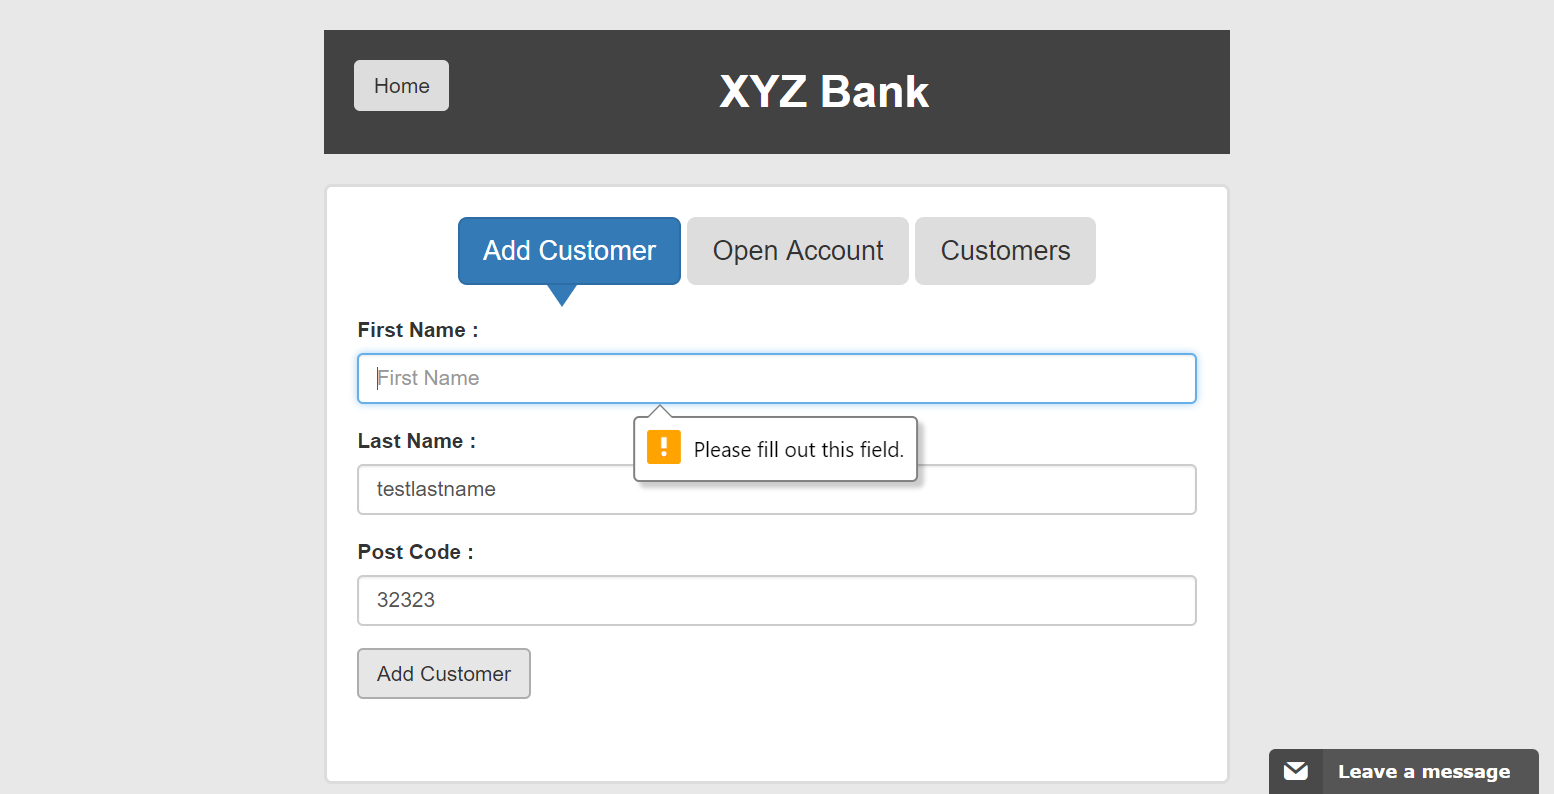 Home
XYZ Bank
Add Customer
Open Account
Customers
First Name :
First Name
Please fill out this field.
Last Name :
testlastname
Post Code :
32323
Add Customer
Leave a message